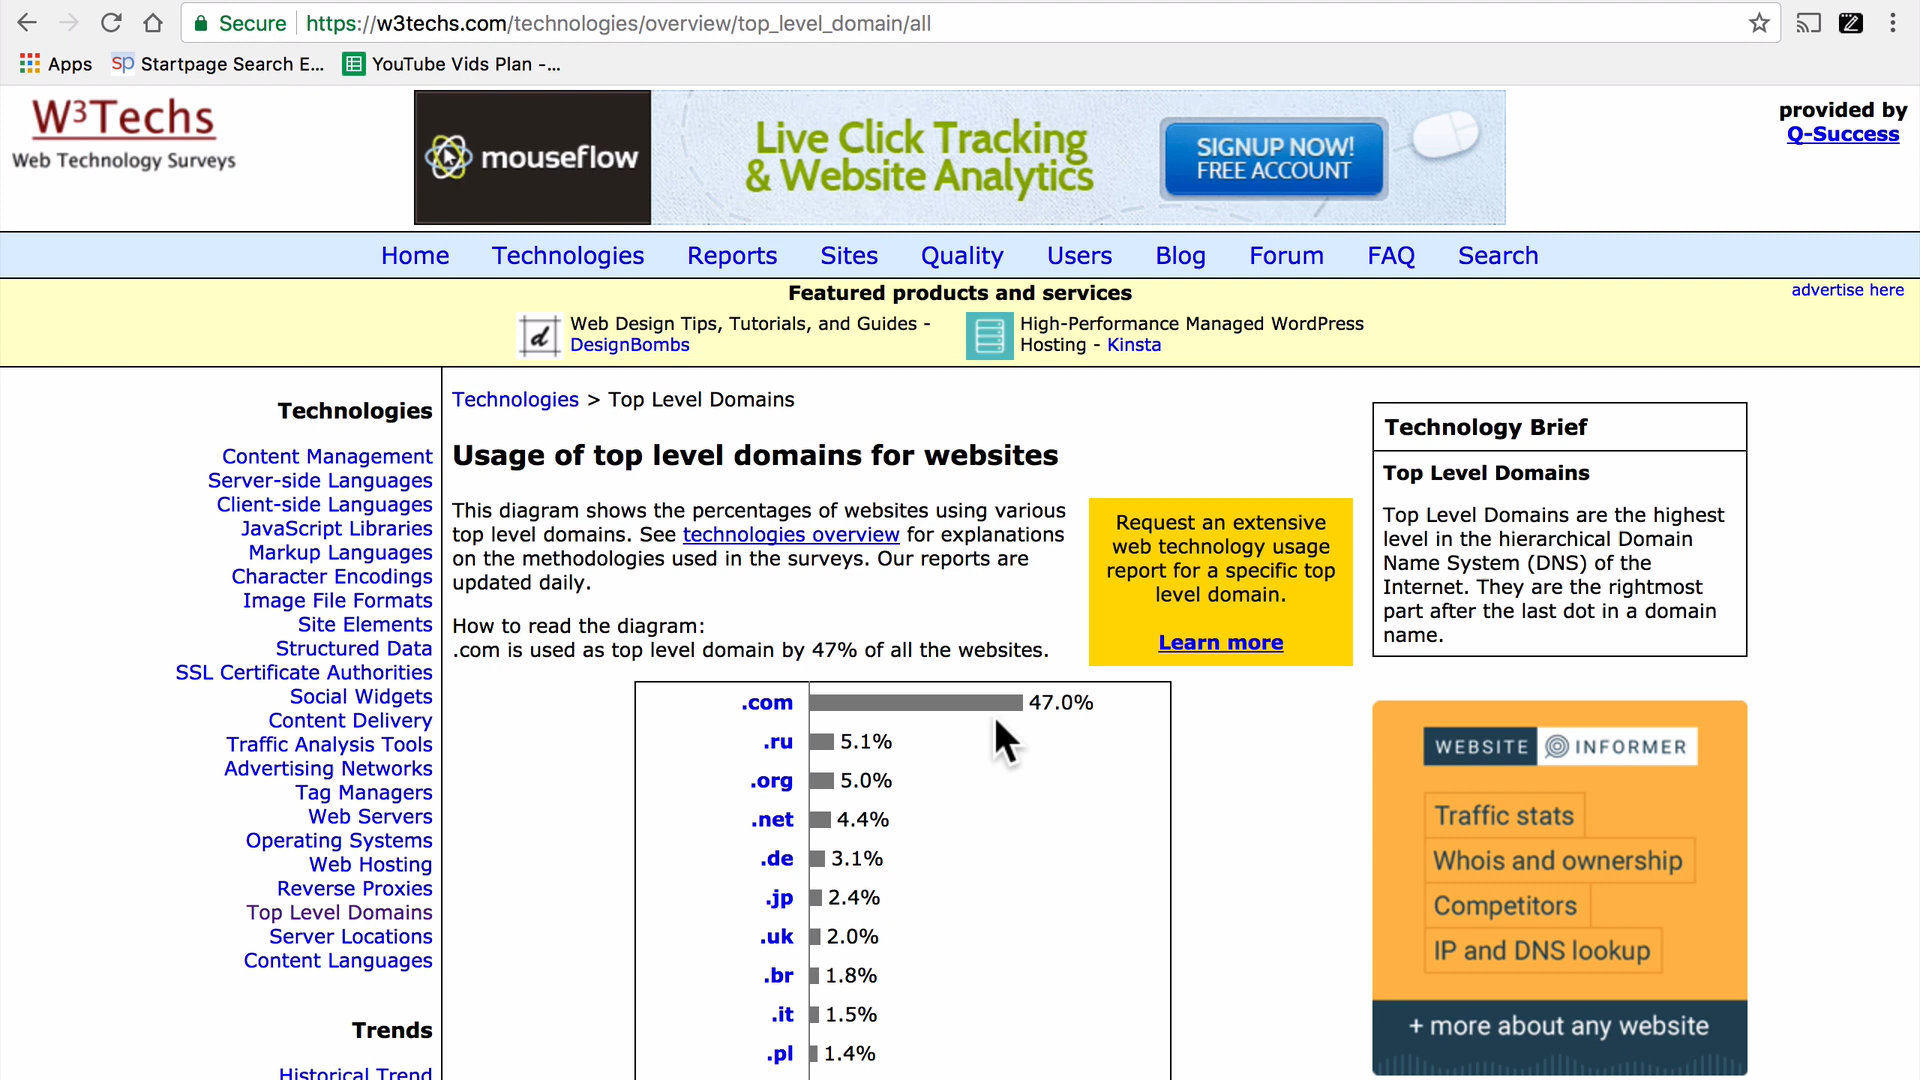 Secure https://w3techs.com/technologies/overview/top_level_domain/all
Apps Startpage Search E... YouTube Vids Plan -...
W3Techs
Web Technology Surveys
mouseflow
Live Click Tracking
& Website Analytics
SIGNUP NOW!
FREE ACCOUNT
provided by
Q-Success
Home Technologies Reports Sites Quality Users Blog Forum FAQ Search
Featured products and services
advertise here
Web Design Tips, Tutorials, and Guides -
DesignBombs
High-Performance Managed WordPress
Hosting - Kinsta
Technologies
Content Management
Server-side Languages
Client-side Languages
JavaScript Libraries
Markup Languages
Character Encodings
Image File Formats
Site Elements
Structured Data
SSL Certificate Authorities
Social Widgets
Content Delivery
Traffic Analysis Tools
Advertising Networks
Tag Managers
Web Servers
Operating Systems
Web Hosting
Reverse Proxies
Top Level Domains
Server Locations
Content Languages
Trends
Historical Trend
Technologies > Top Level Domains
Usage of top level domains for websites
This diagram shows the percentages of websites using various
top level domains. See technologies overview for explanations
on the methodologies used in the surveys. Our reports are
updated daily.
How to read the diagram:
.com is used as top level domain by 47% of all the websites.
Request an extensive
web technology usage
report for a specific top
level domain.
Learn more
.com 47.0%
.ru 5.1%
.org 5.0%
.net 4.4%
.de 3.1%
.jp 2.4%
.uk 2.0%
.br 1.8%
.it 1.5%
.pl 1.4%
Technology Brief
Top Level Domains
Top Level Domains are the highest
level in the hierarchical Domain
Name System (DNS) of the
Internet. They are the rightmost
part after the last dot in a domain
name.
WEBSITE INFORMER
Traffic stats
Whois and ownership
Competitors
IP and DNS lookup
+ more about any website